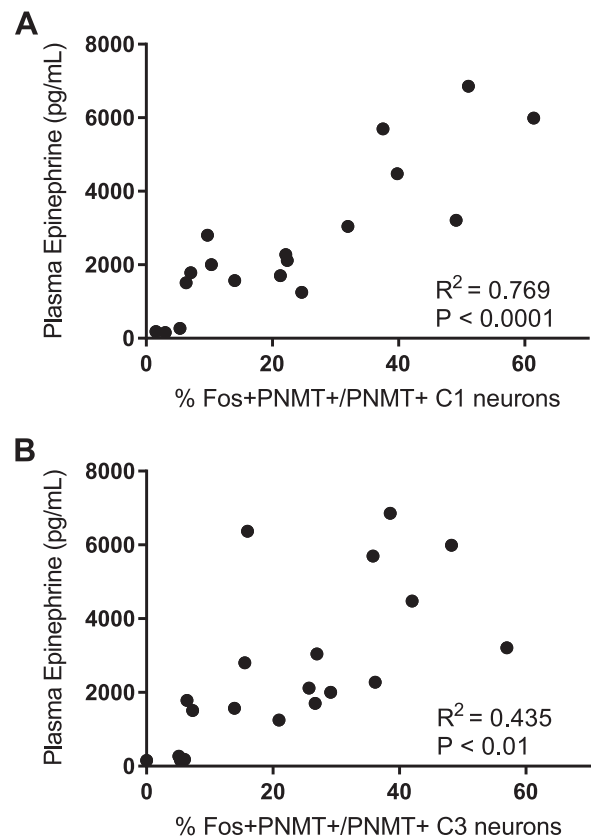 A
Plasma Epinephrine (pg/mL)
8000
6000
4000
2000
0
R² = 0.769
P < 0.0001
0 20 40 60
% Fos+PNMT+/PNMT+ C1 neurons
B
Plasma Epinephrine (pg/mL)
8000
6000
4000
2000
0
R² = 0.435
P < 0.01
0 20 40 60
% Fos+PNMT+/PNMT+ C3 neurons